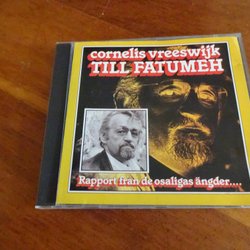 cornelis vreeswijk
TILL FATUMEH
Rapport från de osaligas ängder....